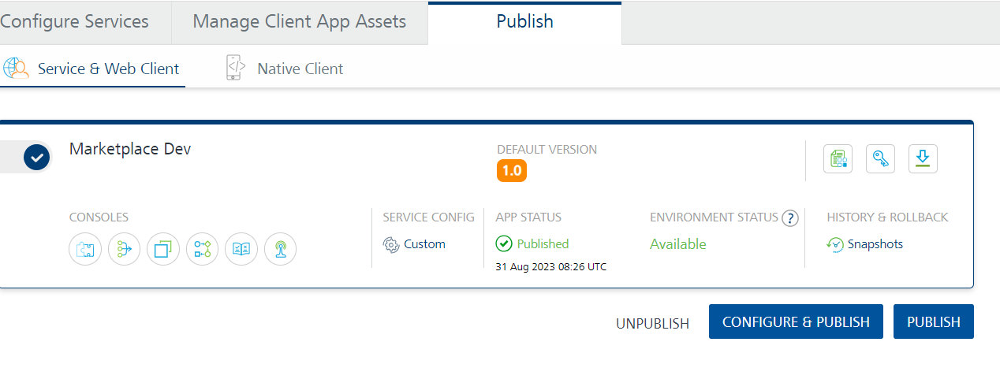 Configure Services
Manage Client App Assets
Publish
Service & Web Client
Native Client
Marketplace Dev
DEFAULT VERSION
1.0
CONSOLES
SERVICE CONFIG
Custom
APP STATUS
Published
31 Aug 2023 08:26 UTC
ENVIRONMENT STATUS ?
Available
HISTORY & ROLLBACK
Snapshots
UNPUBLISH
CONFIGURE & PUBLISH
PUBLISH